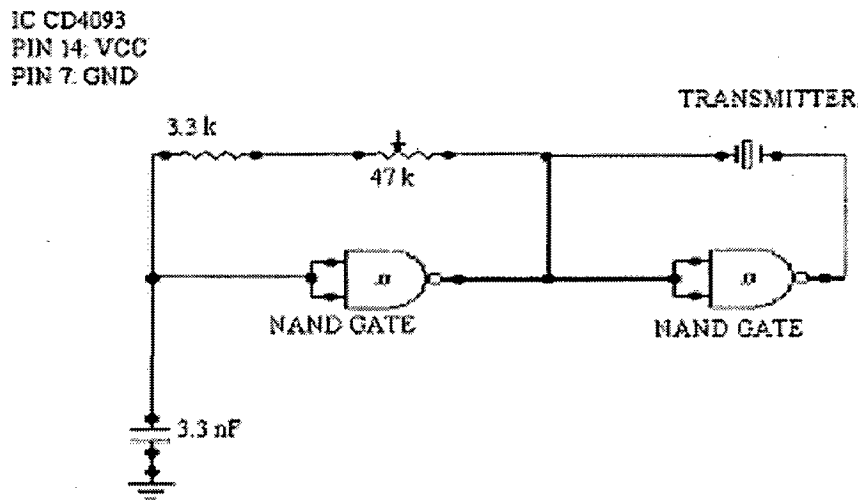 IC CD4093
PIN 14: VCC
PIN 7: GND
TRANSMITTER
3.3 k
47 k
NAND GATE
NAND GATE
3.3 nF